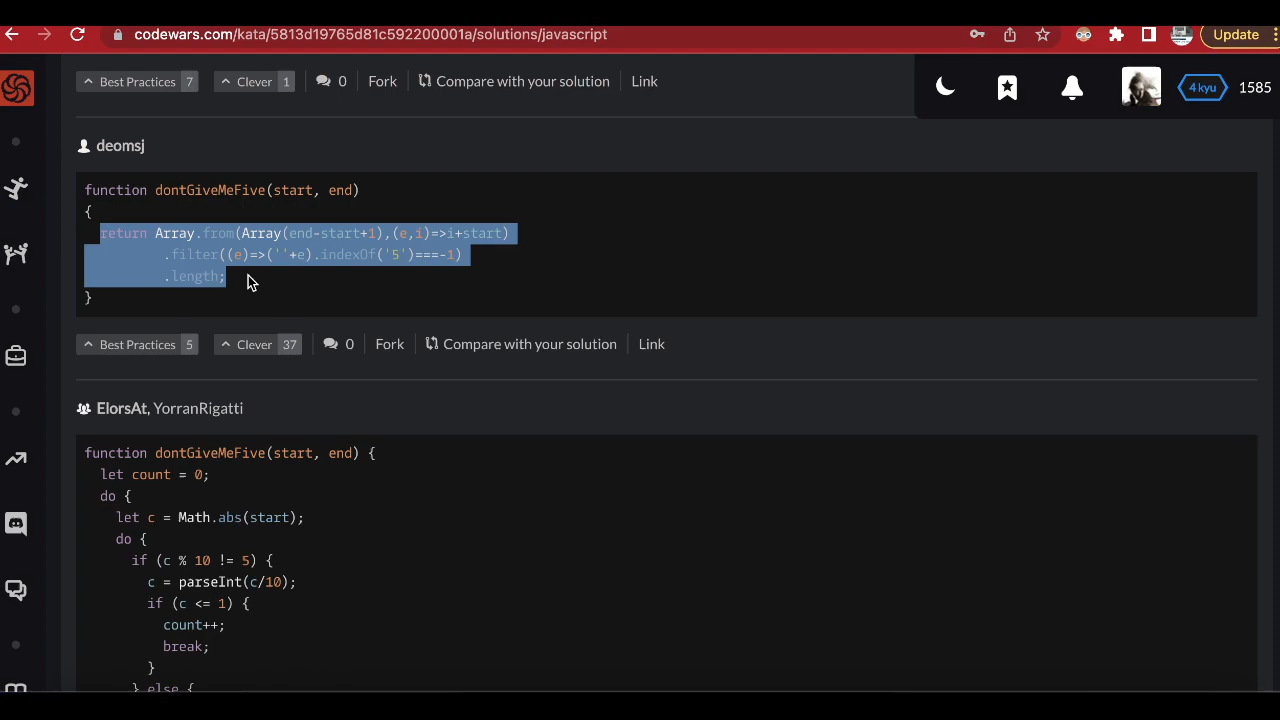 codewars.com/kata/5813d19765d81c592200001a/solutions/javascript
Update
Best Practices 7 Clever 1 0 Fork Compare with your solution Link
4 kyu 1585
deomsj
function dontGiveMeFive(start, end)
{
return Array.from(Array(end-start+1),(e,i)=>i+start)
.filter((e)=>(''+e).indexOf('5')===-1)
.length;
}
Best Practices 5 Clever 37 0 Fork Compare with your solution Link
ElorsAt, YorranRigatti
function dontGiveMeFive(start, end) {
let count = 0;
do {
let c = Math.abs(start);
do {
if (c % 10 != 5) {
c = parseInt(c/10);
if (c <= 1) {
count++;
break;
}
} else {